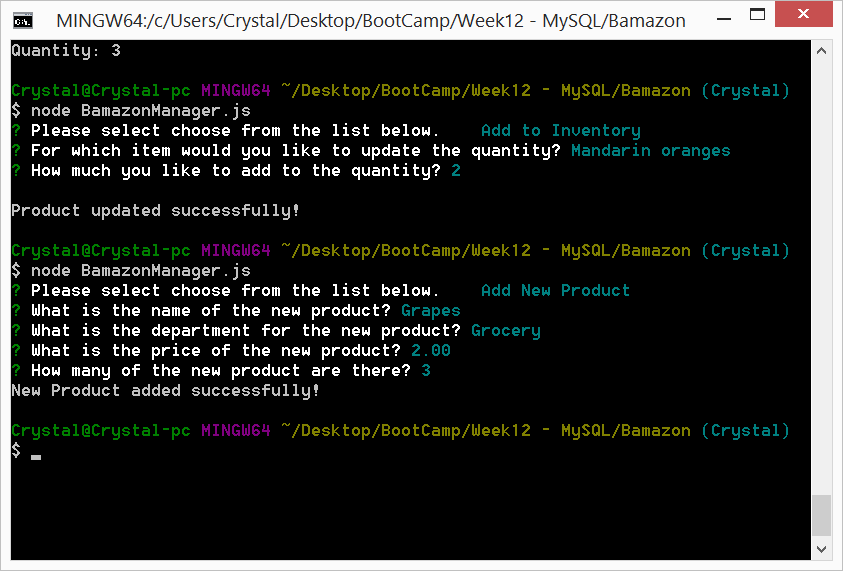 MINGW64:/c/Users/Crystal/Desktop/BootCamp/Week12 - MySQL/Bamazon
Quantity: 3
Crystal@Crystal-pc MINGW64 ~/Desktop/BootCamp/Week12 - MySQL/Bamazon (Crystal)
$ node BamazonManager.js
? Please select choose from the list below.    Add to Inventory
? For which item would you like to update the quantity? Mandarin oranges
? How much you like to add to the quantity? 2
Product updated successfully!
Crystal@Crystal-pc MINGW64 ~/Desktop/BootCamp/Week12 - MySQL/Bamazon (Crystal)
$ node BamazonManager.js
? Please select choose from the list below.    Add New Product
? What is the name of the new product? Grapes
? What is the department for the new product? Grocery
? What is the price of the new product? 2.00
? How many of the new product are there? 3
New Product added successfully!
Crystal@Crystal-pc MINGW64 ~/Desktop/BootCamp/Week12 - MySQL/Bamazon (Crystal)
$